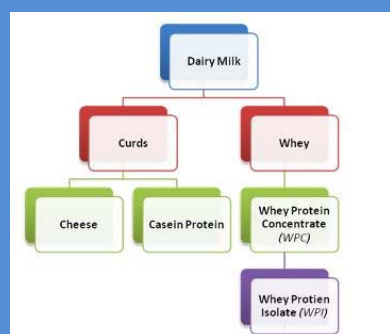 Dairy Milk
Curds
Whey
Cheese
Casein Protein
Whey Protein
Concentrate
(WPC)
Whey Protien
Isolate (WPI)